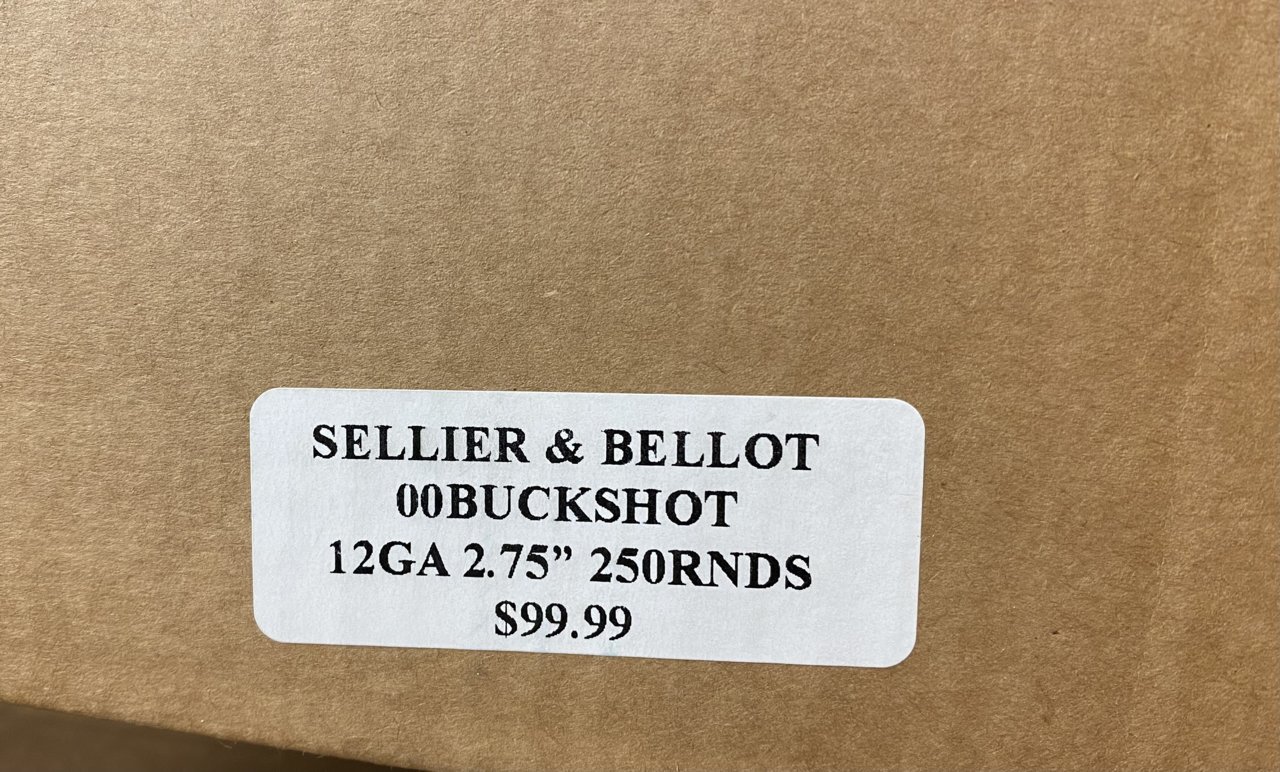 SELLIER & BELLOT
00BUCKSHOT
12GA 2.75” 250RNDS
$99.99